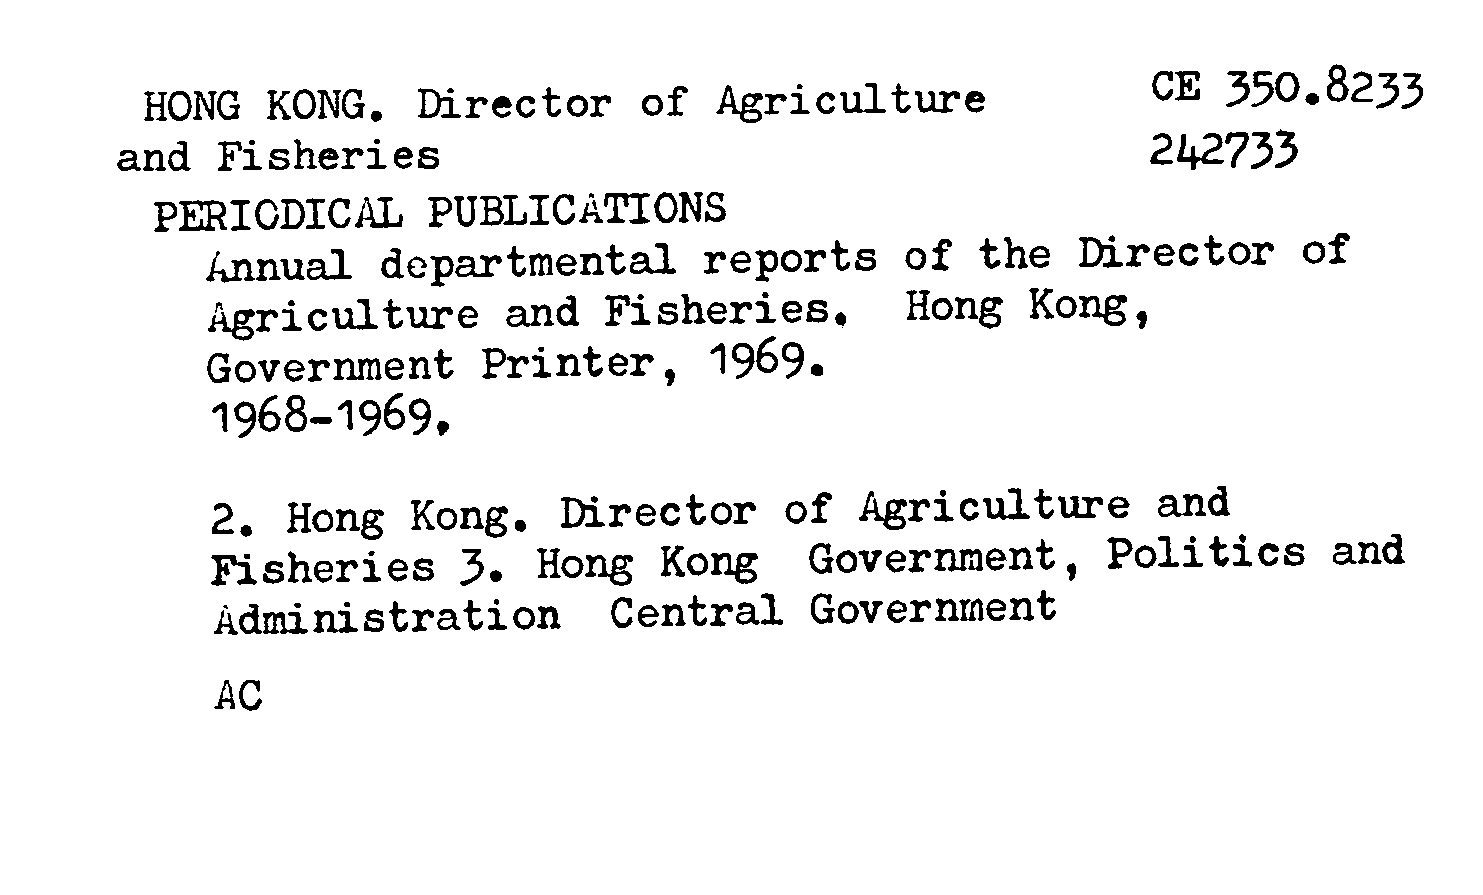 HONG KONG. Director of Agriculture CE 350.8233
and Fisheries 242733
PERIODICAL PUBLICATIONS
Annual departmental reports of the Director of
Agriculture and Fisheries. Hong Kong,
Government Printer, 1969.
1968-1969.
2. Hong Kong. Director of Agriculture and
Fisheries 3. Hong Kong Government, Politics and
Administration Central Government
AC